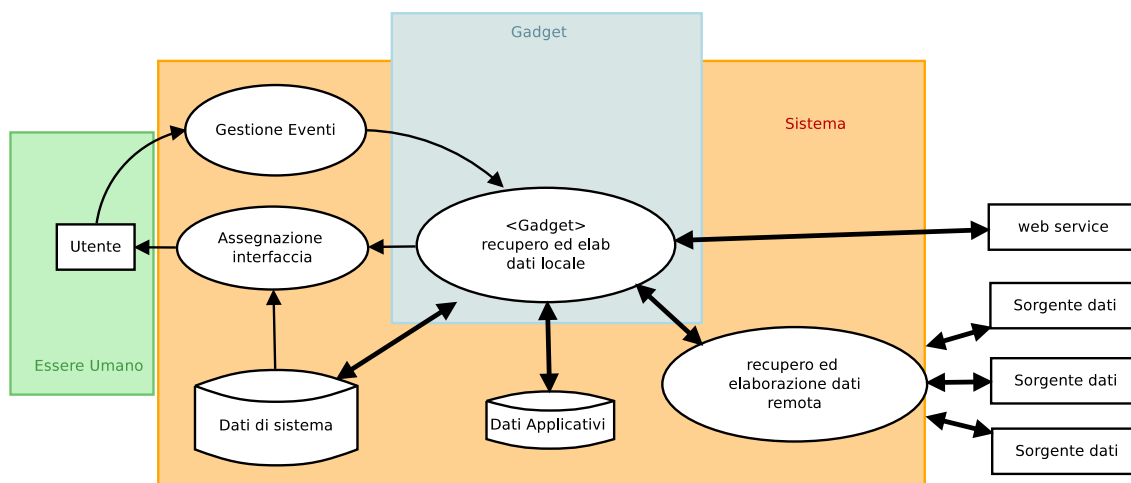 Gadget
Sistema
Gestione Eventi
Utente
Assegnazione
interfaccia
<Gadget>
recupero ed elab
dati locale
web service
Sorgente dati
Essere Umano
recupero ed
elaborazione dati
remota
Sorgente dati
Dati di sistema
Dati Applicativi
Sorgente dati